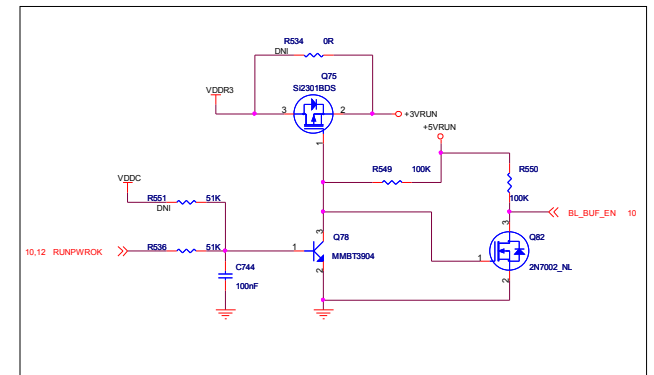 R534 0R
DNI
Q75
Si2301BDS
VDDR3
3 2
+3VRUN
1
+5VRUN
R549 100K
R550
100K
VDDC
R551 51K
DNI
BL_BUF_EN 10
3
3
Q78
Q82
10,12 RUNPWROK
R536 51K
1
MMBT3904
1
2N7002_NL
C744
2
2
100nF